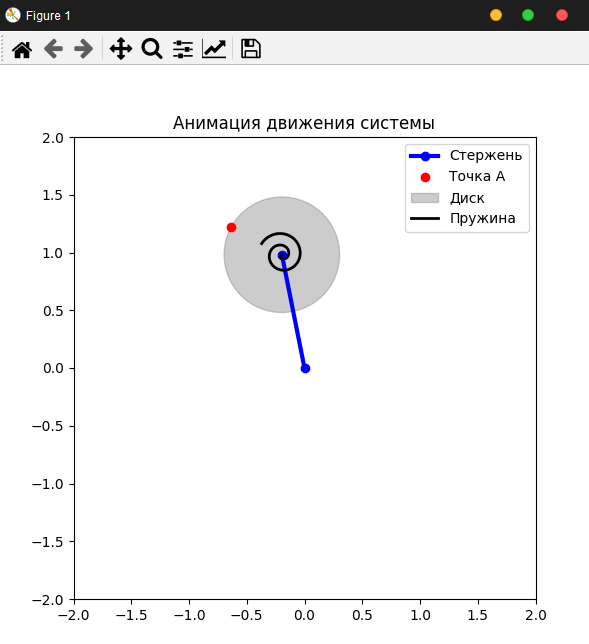 Figure 1
Анимация движения системы
Стержень
Точка A
Диск
Пружина
2.0
1.5
1.0
0.5
0.0
−0.5
−1.0
−1.5
−2.0
−2.0 −1.5 −1.0 −0.5 0.0 0.5 1.0 1.5 2.0